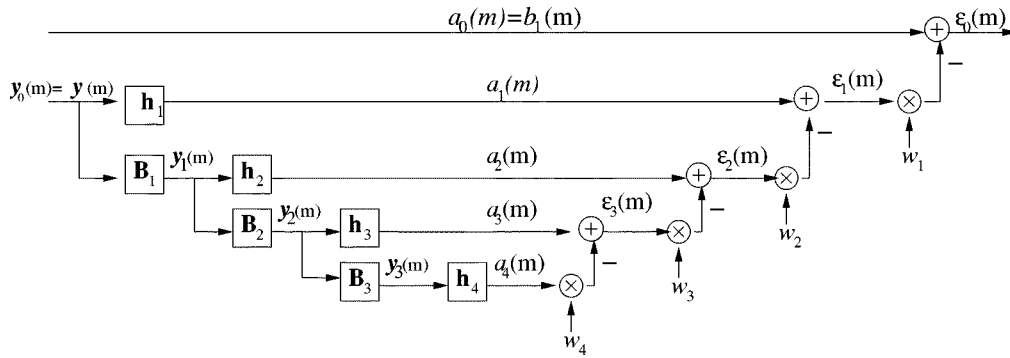 a₀(m)=b₁(m)
ε₀(m)
+
−
y₀(m)= y(m)
h₁
a₁(m)
+
ε₁(m)
×
−
w₁
B₁
y₁(m)
h₂
a₂(m)
+
ε₂(m)
×
−
w₂
B₂
y₂(m)
h₃
a₃(m)
+
ε₃(m)
×
−
w₃
B₃
y₃(m)
h₄
a₄(m)
×
w₄